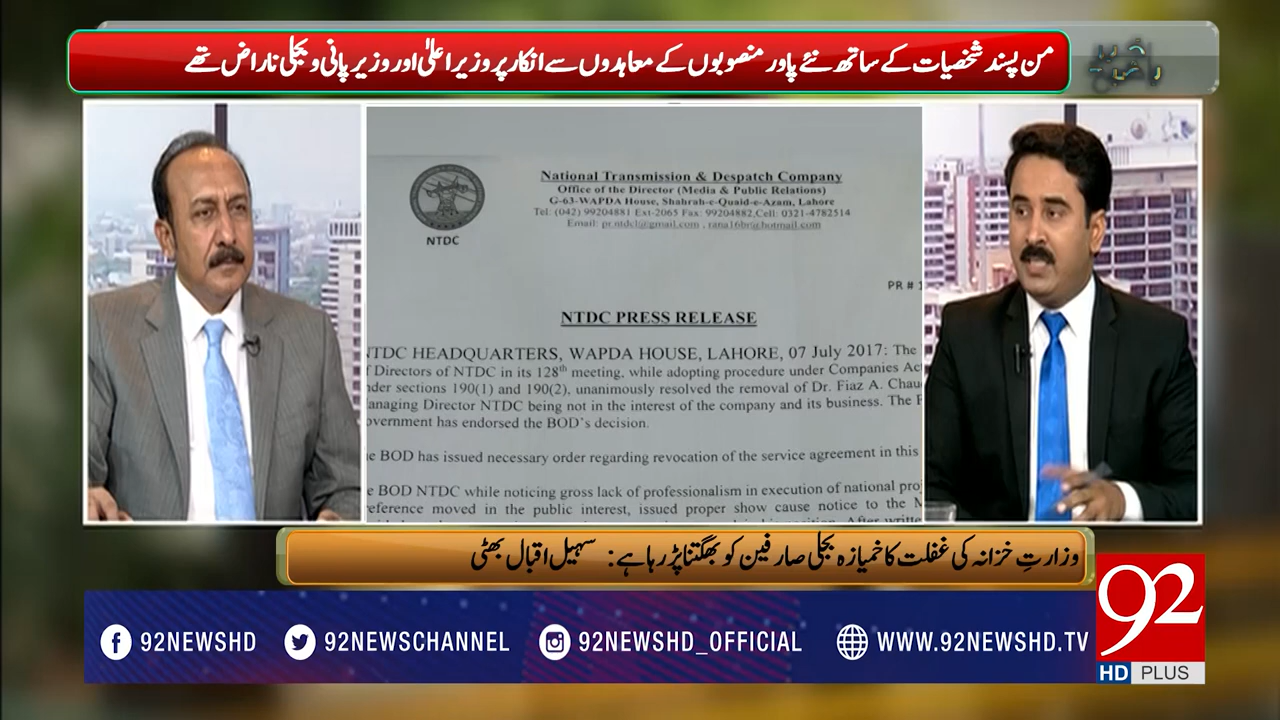 من پسند شخصیات کے ساتھ نئے پاور منصوبوں کے معاہدوں سے انکار پر وزیر اعلیٰ اور وزیر پانی و بجلی ناراض تھے
National Transmission & Despatch Company
Office of the Director (Media & Public Relations)
G-63-WAPDA House, Shahrah-e-Quaid-e-Azam, Lahore
Tel: (042) 99204881 Ext-2065 Fax: 99204882,Cell: 0321-4782514
Email: pr.ntdcl@gmail.com , rana16br@hotmail.com
NTDC
PR # 1
NTDC PRESS RELEASE
NTDC HEADQUARTERS, WAPDA HOUSE, LAHORE, 07 July 2017: The
f Directors of NTDC in its 128th meeting, while adopting procedure under Companies Act
nder sections 190(1) and 190(2), unanimously resolved the removal of Dr. Fiaz A. Chau
Managing Director NTDC being not in the interest of the company and its business. The F
overnment has endorsed the BOD's decision.
e BOD has issued necessary order regarding revocation of the service agreement in this
e BOD NTDC while noticing gross lack of professionalism in execution of national pro
eference moved in the public interest, issued proper show cause notice to the M
وزارتِ خزانہ کی غفلت کا خمیازہ بجلی صارفین کو بھگتنا پڑ رہا ہے: سہیل اقبال بھٹی
92NEWSHD
92NEWSCHANNEL
92NEWSHD_OFFICIAL
WWW.92NEWSHD.TV
92
HD PLUS